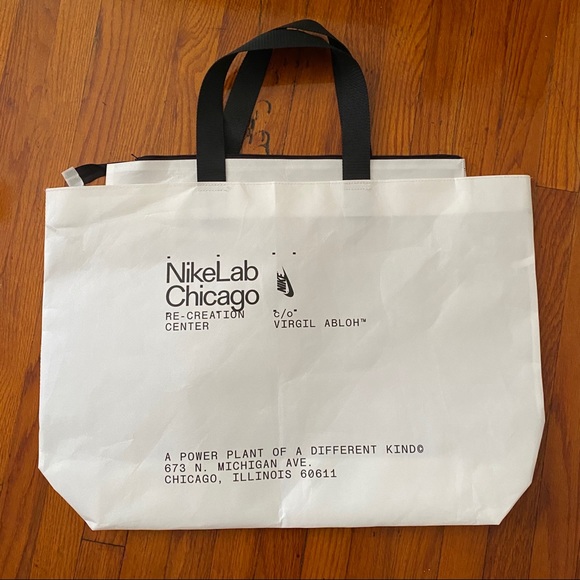 NikeLab
Chicago
RE-CREATION
CENTER
NIKE
c/o"
VIRGIL ABLOH™
A POWER PLANT OF A DIFFERENT KIND©
673 N. MICHIGAN AVE.
CHICAGO, ILLINOIS 60611